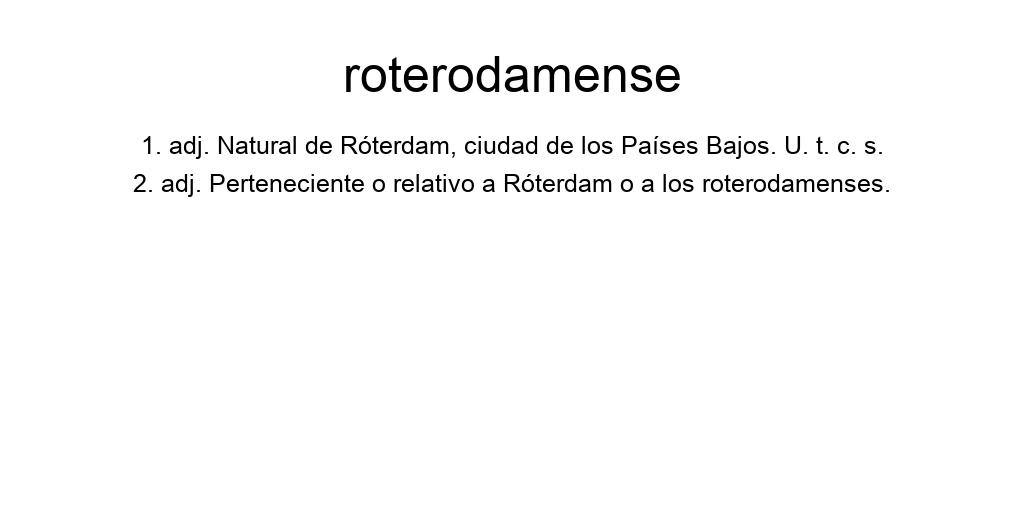 roterodamense
1. adj. Natural de Róterdam, ciudad de los Países Bajos. U. t. c. s.
2. adj. Perteneciente o relativo a Róterdam o a los roterodamenses.